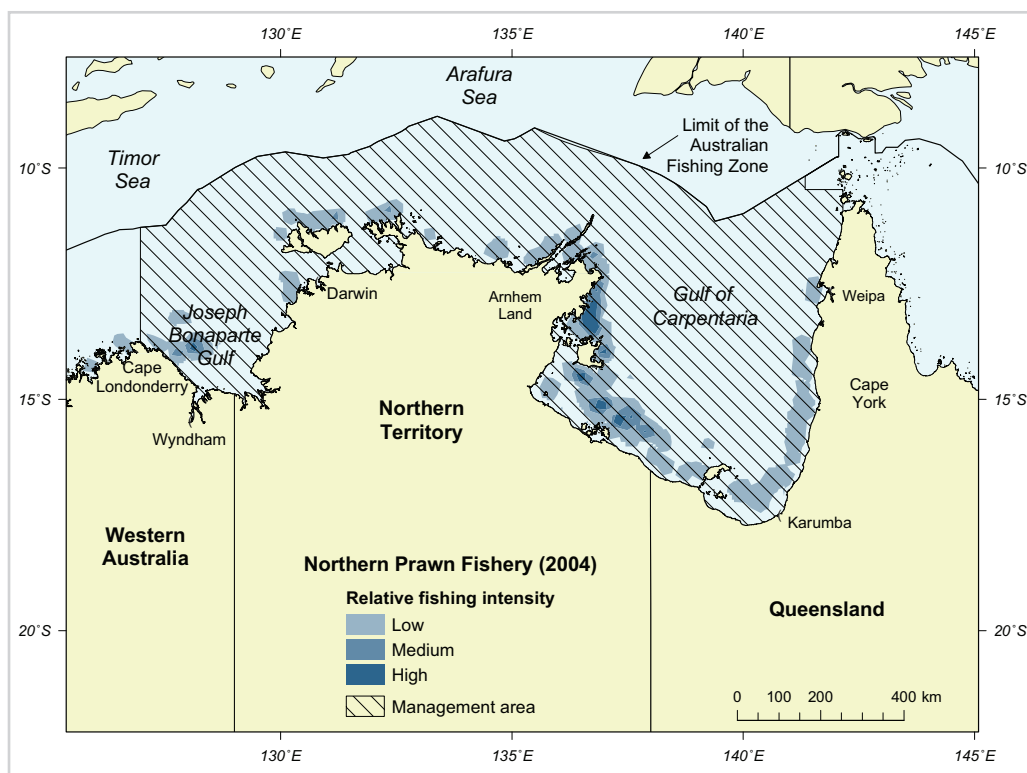 130˚E
135˚E
140˚E
145˚E
Arafura
Sea
Limit of the
Australian
Fishing Zone
Timor
Sea
10˚S
10˚S
Darwin
Arnhem
Land
Gulf of
Carpentaria
Weipa
Joseph
Bonaparte
Gulf
Cape
Londonderry
Cape
York
15˚S
15˚S
Wyndham
Northern
Territory
Karumba
Western
Australia
Northern Prawn Fishery (2004)
Relative fishing intensity
Low
Medium
High
Management area
Queensland
20˚S
20˚S
0 100 200 400 km
130˚E
135˚E
140˚E
145˚E